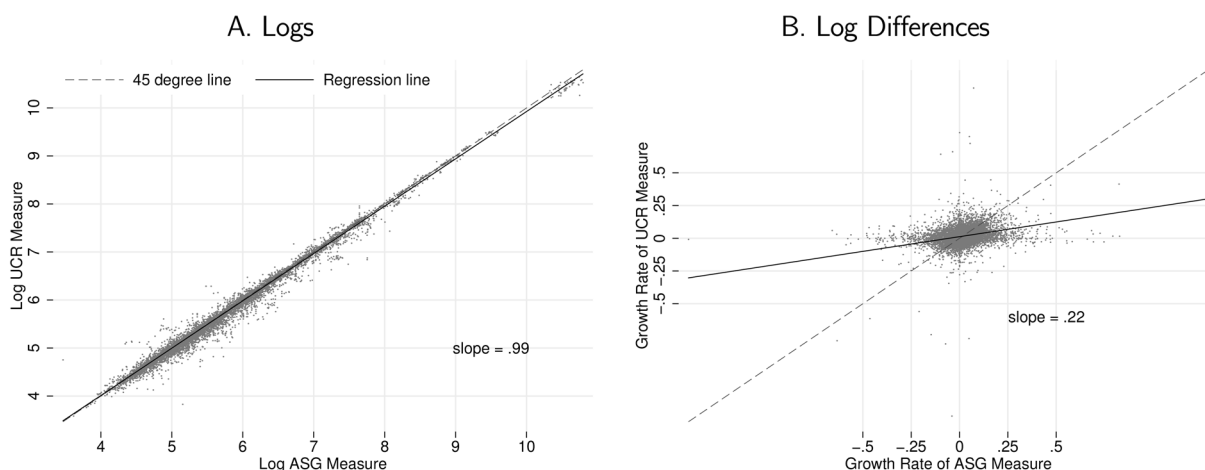 A. Logs
45 degree line
Regression line
Log UCR Measure
10
9
8
7
6
5
4
slope = .99
4 5 6 7 8 9 10
Log ASG Measure
B. Log Differences
Growth Rate of UCR Measure
.5
.25
0
-.25
-.5
slope = .22
-.5 -.25 0 .25 .5
Growth Rate of ASG Measure